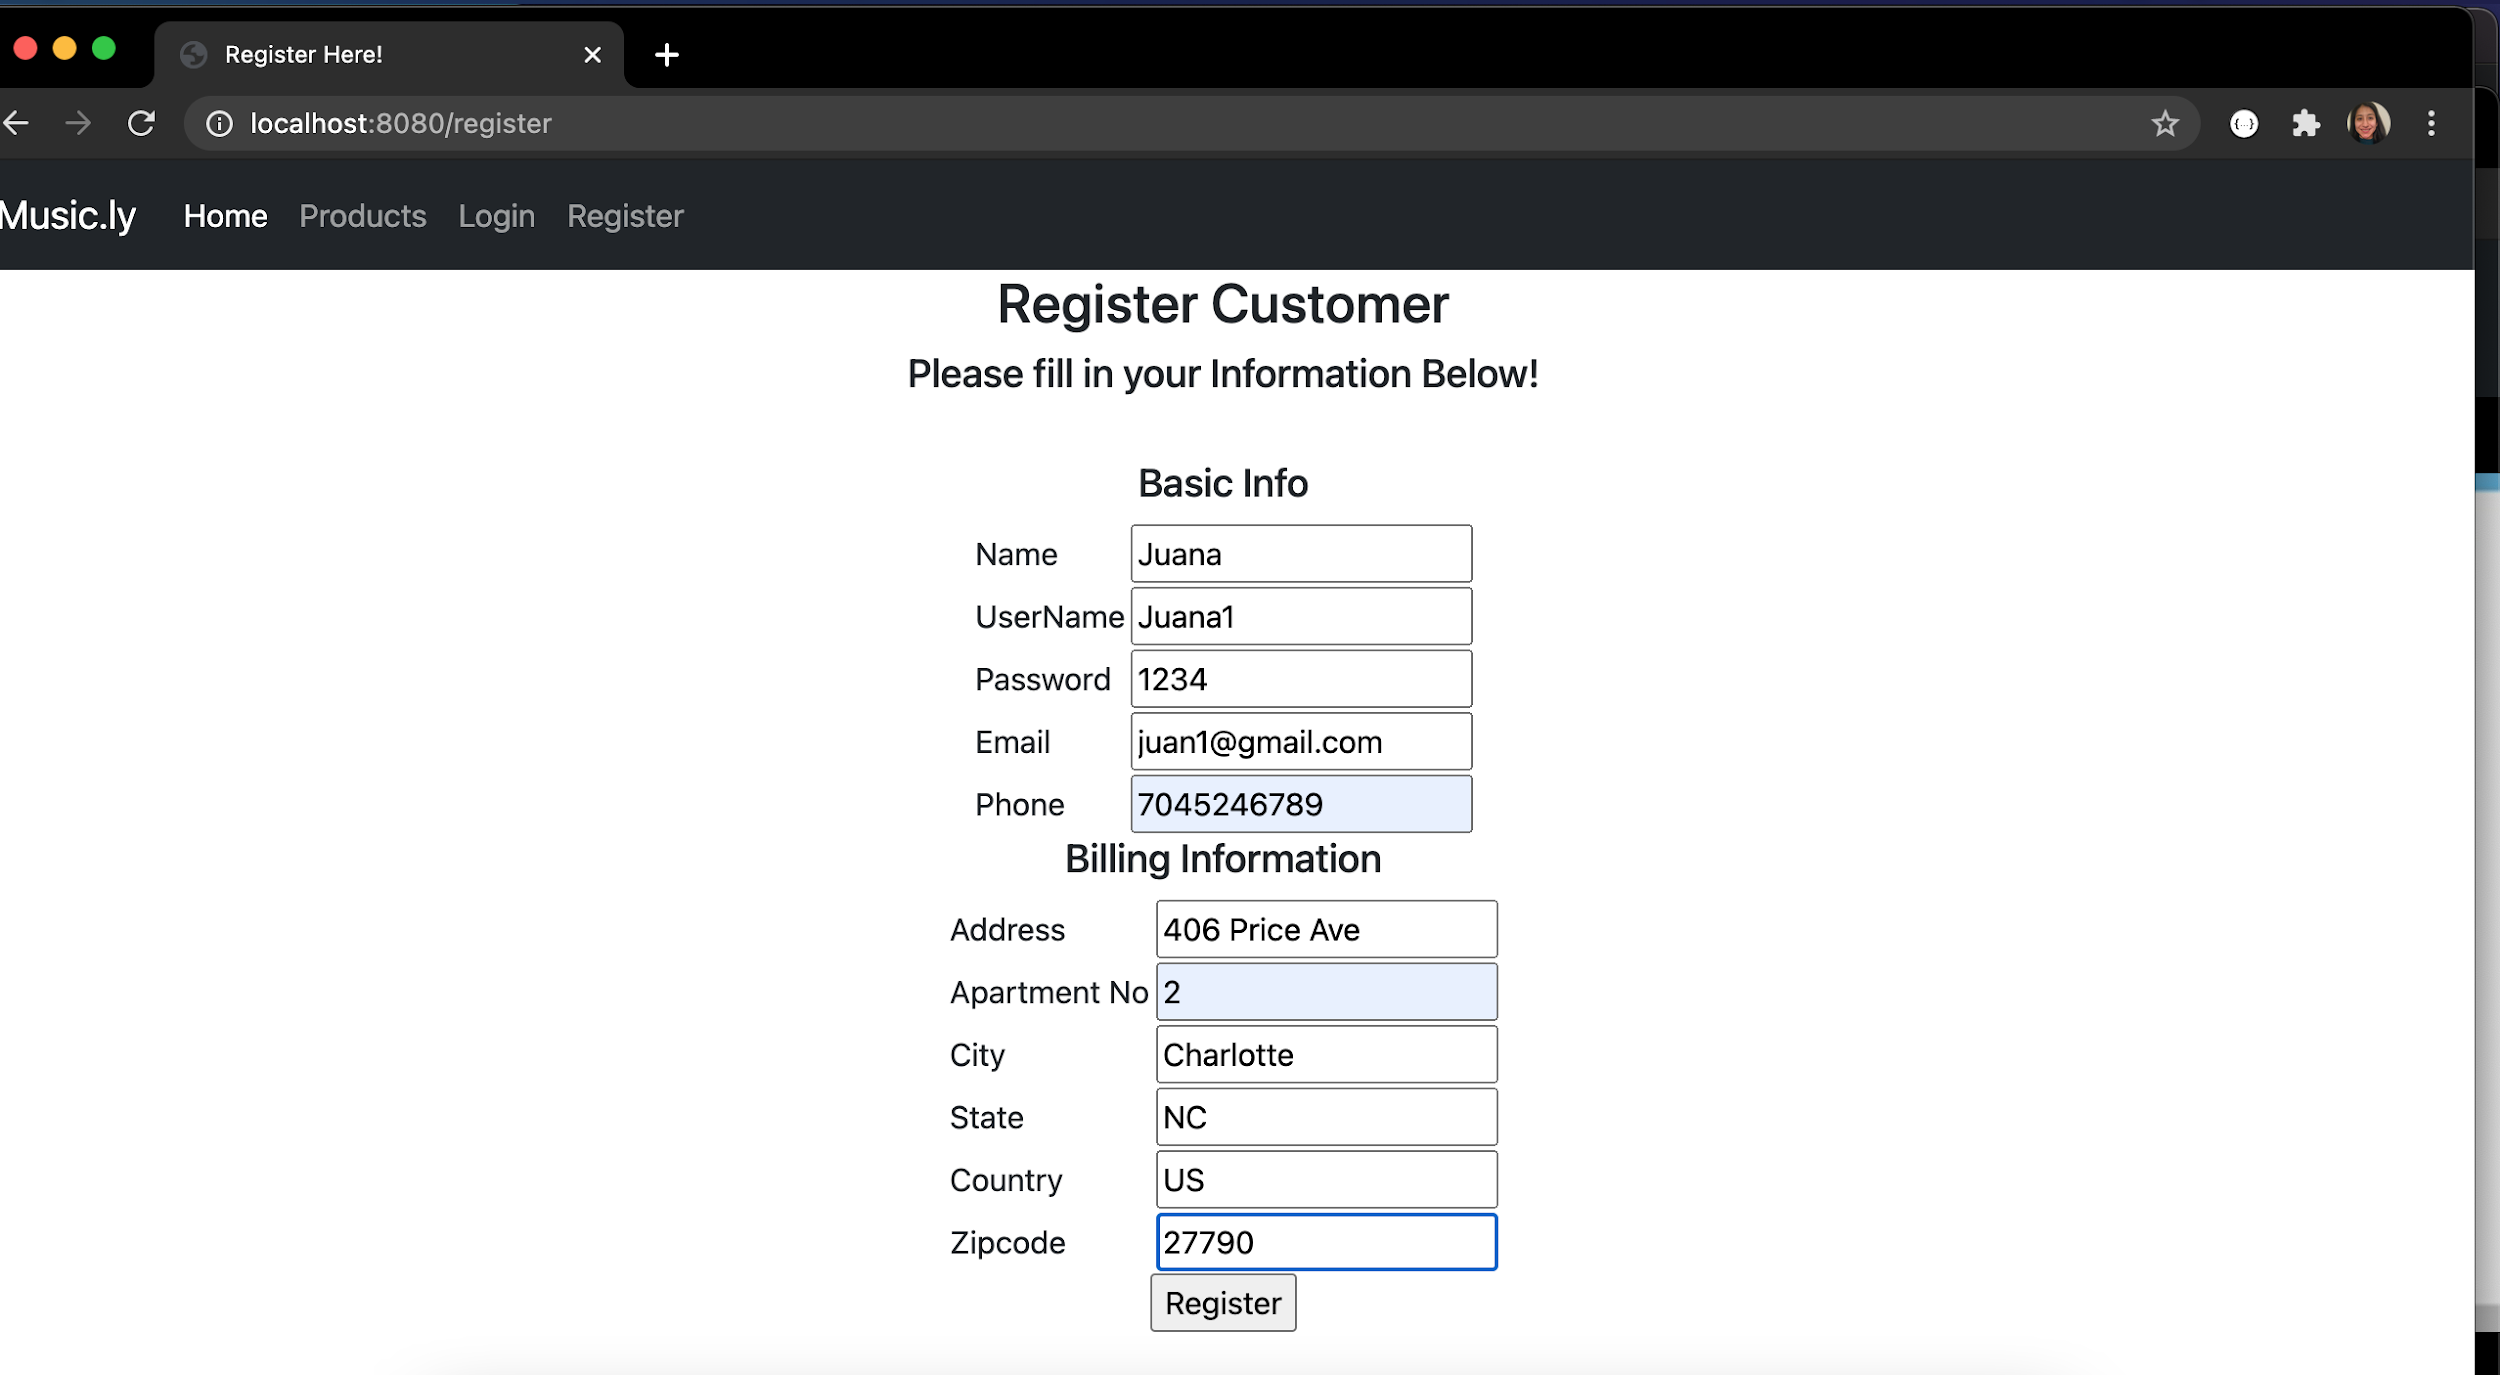 Register Here!
localhost:8080/register
{...}
Music.ly Home Products Login Register
Register Customer
Please fill in your Information Below!
Basic Info
Name Juana
UserName Juana1
Password 1234
Email juan1@gmail.com
Phone 7045246789
Billing Information
Address 406 Price Ave
Apartment No 2
City Charlotte
State NC
Country US
Zipcode 27790
Register